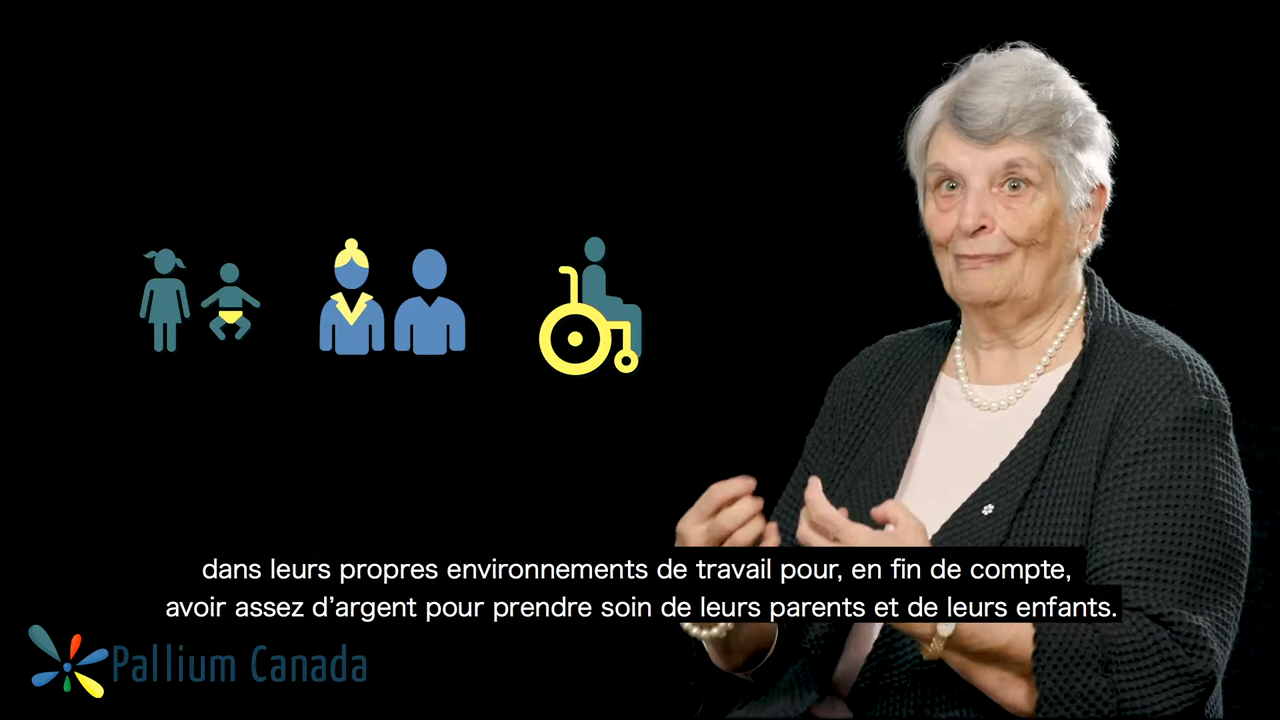 dans leurs propres environnements de travail pour, en fin de compte,
avoir assez d’argent pour prendre soin de leurs parents et de leurs enfants.
Pallium Canada